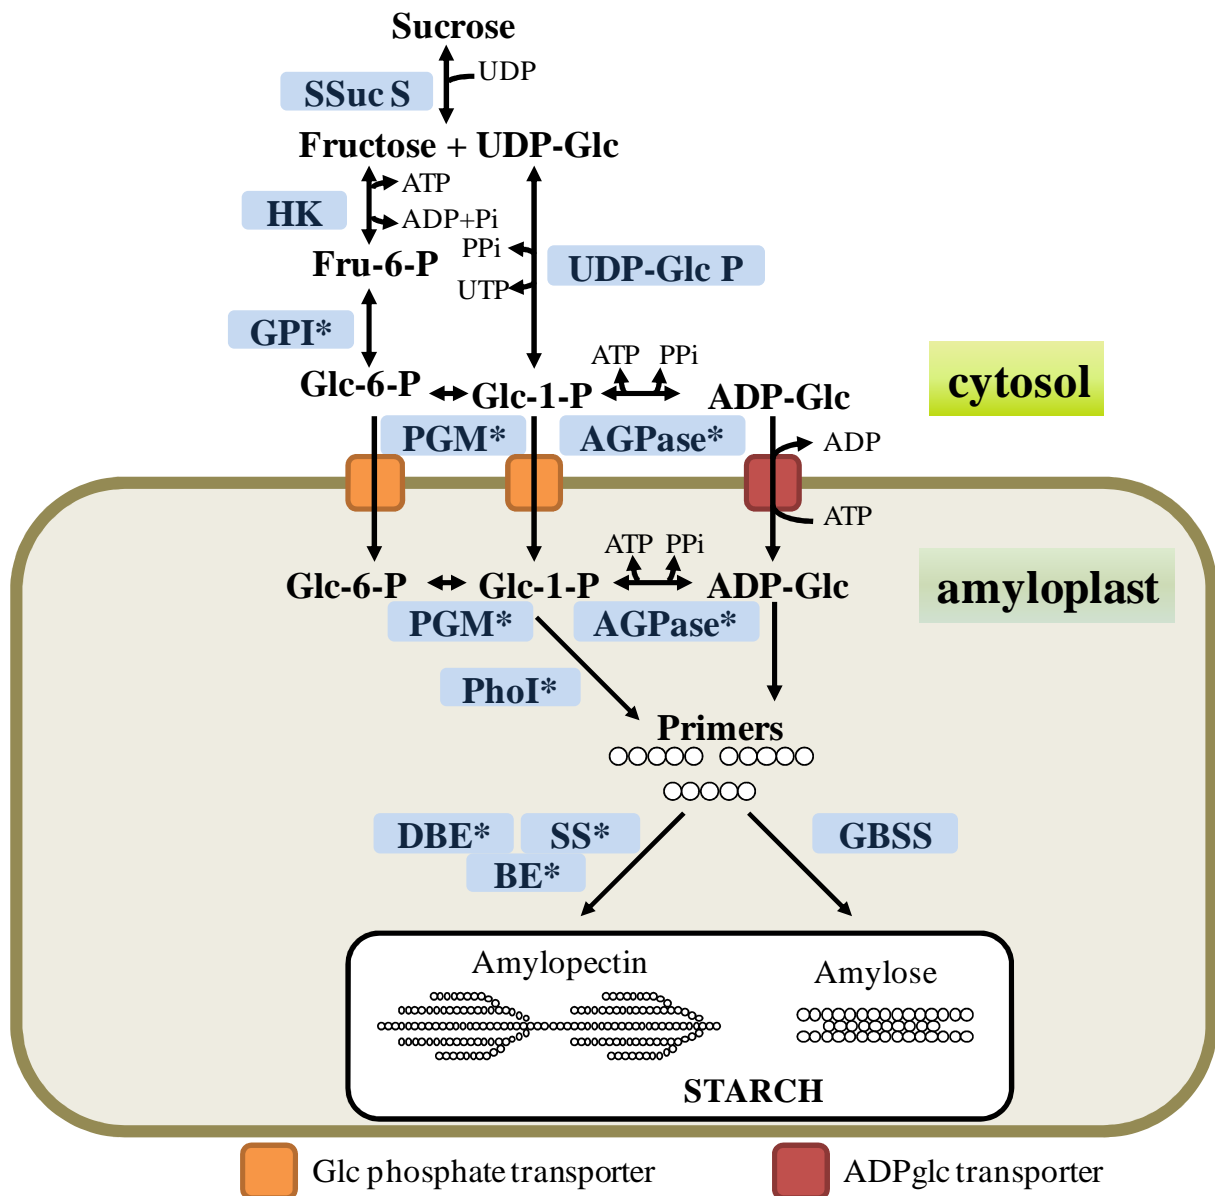 Sucrose
UDP
SSuc S
Fructose + UDP-Glc
ATP
HK
ADP+Pi
PPi
Fru-6-P
UDP-Glc P
UTP
GPI*
ATP PPi
Glc-6-P
Glc-1-P
ADP-Glc
cytosol
PGM*
AGPase*
ADP
ATP
ATP PPi
Glc-6-P
Glc-1-P
ADP-Glc
amyloplast
PGM*
AGPase*
PhoI*
Primers
DBE*
SS*
GBSS
BE*
Amylopectin
Amylose
STARCH
Glc phosphate transporter
ADPglc transporter